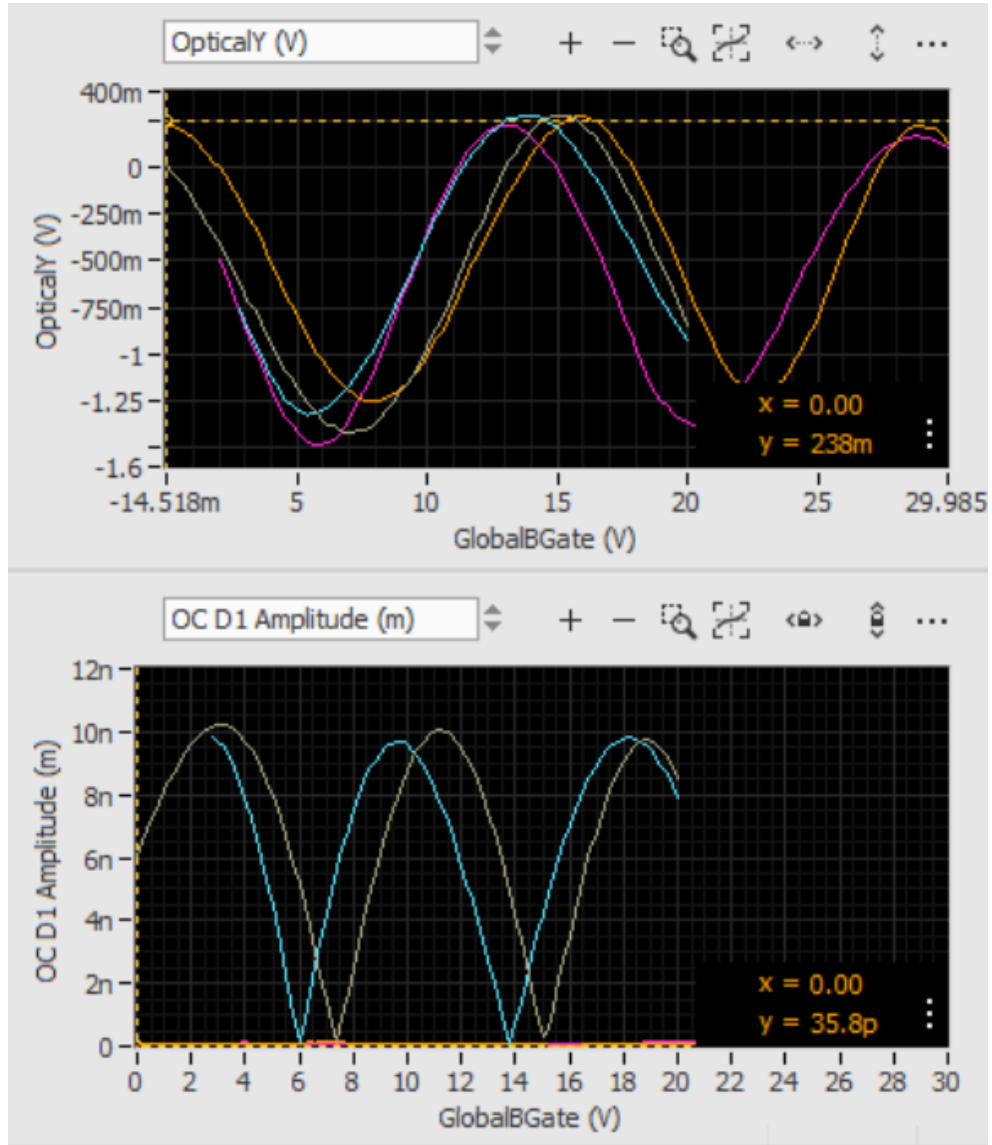 OpticalY (V)
400m
0
-250m
-500m
-750m
-1
-1.25
-1.6
OpticalY (V)
x = 0.00
y = 238m
-14.518m 5 10 15 20 25 29.985
GlobalBGate (V)
OC D1 Amplitude (m)
12n
10n
8n
6n
4n
2n
0
OC D1 Amplitude (m)
x = 0.00
y = 35.8p
0 2 4 6 8 10 12 14 16 18 20 22 24 26 28 30
GlobalBGate (V)